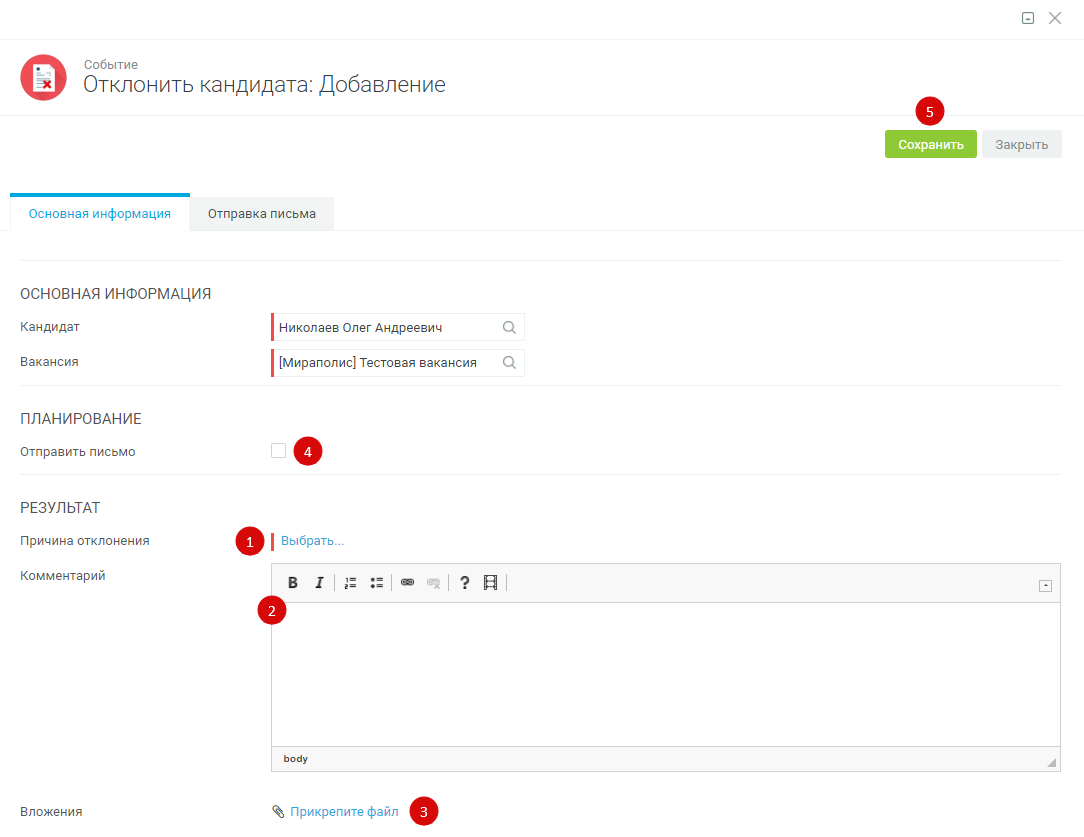 Событие
Отклонить кандидата: Добавление
5
Сохранить Закрыть
Основная информация Отправка письма
ОСНОВНАЯ ИНФОРМАЦИЯ
Кандидат Николаев Олег Андреевич
Вакансия [Мираполис] Тестовая вакансия
ПЛАНИРОВАНИЕ
Отправить письмо 4
РЕЗУЛЬТАТ
Причина отклонения 1 Выбрать...
Комментарий B I ?
2
body
Вложения Прикрепите файл 3